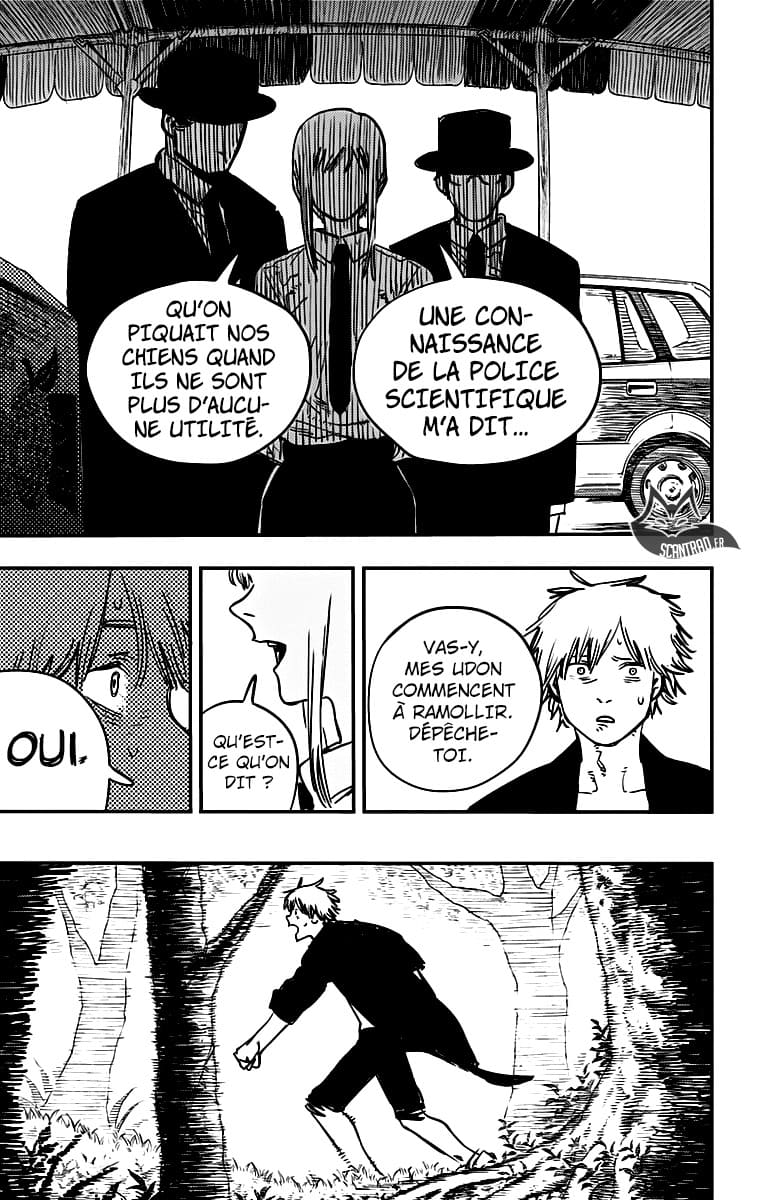 UNE CON-
NAISSANCE
DE LA POLICE
SCIENTIFIQUE
M'A DIT...
QU'ON
PIQUAIT NOS
CHIENS QUAND
ILS NE SONT
PLUS D'AUCU-
NE UTILITÉ.
SCANTRAD.FR
VAS-Y,
MES UDON
COMMENCENT
À RAMOLLIR.
DÉPÊCHE-
TOI.
QU'EST-
CE QU'ON
DIT ?
OUI.